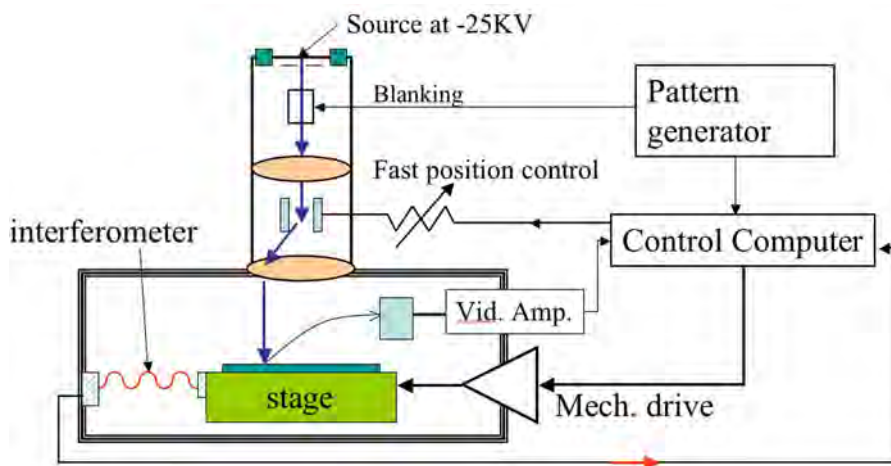 Source at -25KV
Blanking
Pattern
generator
Fast position control
interferometer
Control Computer
Vid. Amp.
stage
Mech. drive